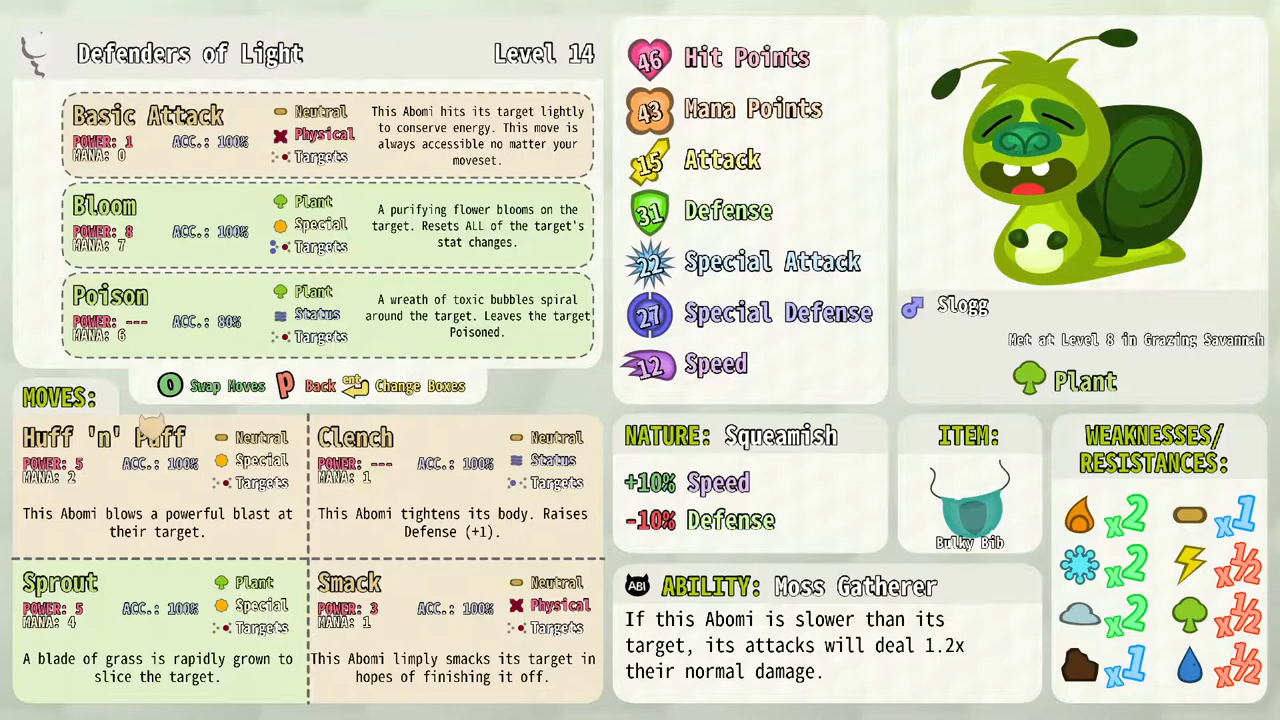 Defenders of Light
Level 14
Basic Attack
POWER: 1
ACC.: 100%
MANA: 0
Neutral
Physical
Targets
This Abomi hits its target lightly
to conserve energy. This move is
always accessible no matter your
moveset.
Bloom
POWER: 8
ACC.: 100%
MANA: 7
Plant
Special
Targets
A purifying flower blooms on the
target. Resets ALL of the target's
stat changes.
Poison
POWER: ---
ACC.: 80%
MANA: 6
Plant
Status
Targets
A wreath of toxic bubbles spiral
around the target. Leaves the target
Poisoned.
O Swap Moves
P Back
ent Change Boxes
MOVES:
Huff 'n' Puff
POWER: 5
ACC.: 100%
MANA: 2
Neutral
Special
Targets
This Abomi blows a powerful blast at
their target.
Clench
POWER: ---
ACC.: 100%
MANA: 1
Neutral
Status
Targets
This Abomi tightens its body. Raises
Defense (+1).
Sprout
POWER: 5
ACC.: 100%
MANA: 4
Plant
Special
Targets
A blade of grass is rapidly grown to
slice the target.
Smack
POWER: 3
ACC.: 100%
MANA: 1
Neutral
Physical
Targets
This Abomi limply smacks its target in
hopes of finishing it off.
46 Hit Points
43 Mana Points
15 Attack
31 Defense
22 Special Attack
27 Special Defense
12 Speed
Slogg
Met at Level 8 in Grazing Savannah
Plant
NATURE: Squeamish
+10% Speed
-10% Defense
ITEM:
Bulky Bib
ABI ABILITY: Moss Gatherer
If this Abomi is slower than its
target, its attacks will deal 1.2x
their normal damage.
WEAKNESSES/
RESISTANCES:
x2 x1
x2 x½
x2 x½
x1 x½